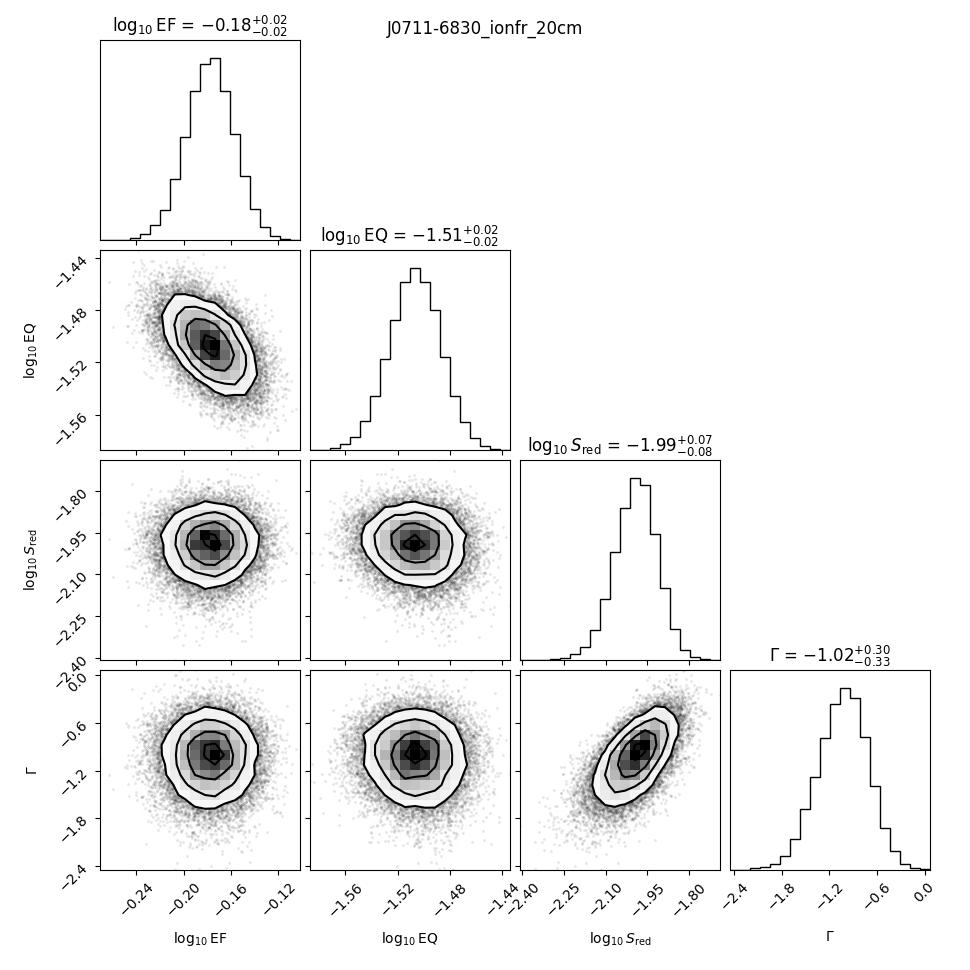 J0711-6830_ionfr_20cm
log₁₀ EF = −0.18⁺⁰·⁰²₋₀.₀₂
log₁₀ EQ = −1.51⁺⁰·⁰²₋₀.₀₂
−1.44
−1.48
−1.52
−1.56
log₁₀ EQ
log₁₀ S_red = −1.99⁺⁰·⁰⁷₋₀.₀₈
−1.80
−1.95
−2.10
−2.25
−2.40
log₁₀ S_red
Γ = −1.02⁺⁰·³⁰₋₀.₃₃
0.0
−0.6
−1.2
−1.8
−2.4
Γ
−0.24 −0.20 −0.16 −0.12
−1.56 −1.52 −1.48 −1.44
−2.40 −2.25 −2.10 −1.95 −1.80
−2.4 −1.8 −1.2 −0.6 0.0
log₁₀ EF
log₁₀ EQ
log₁₀ S_red
Γ